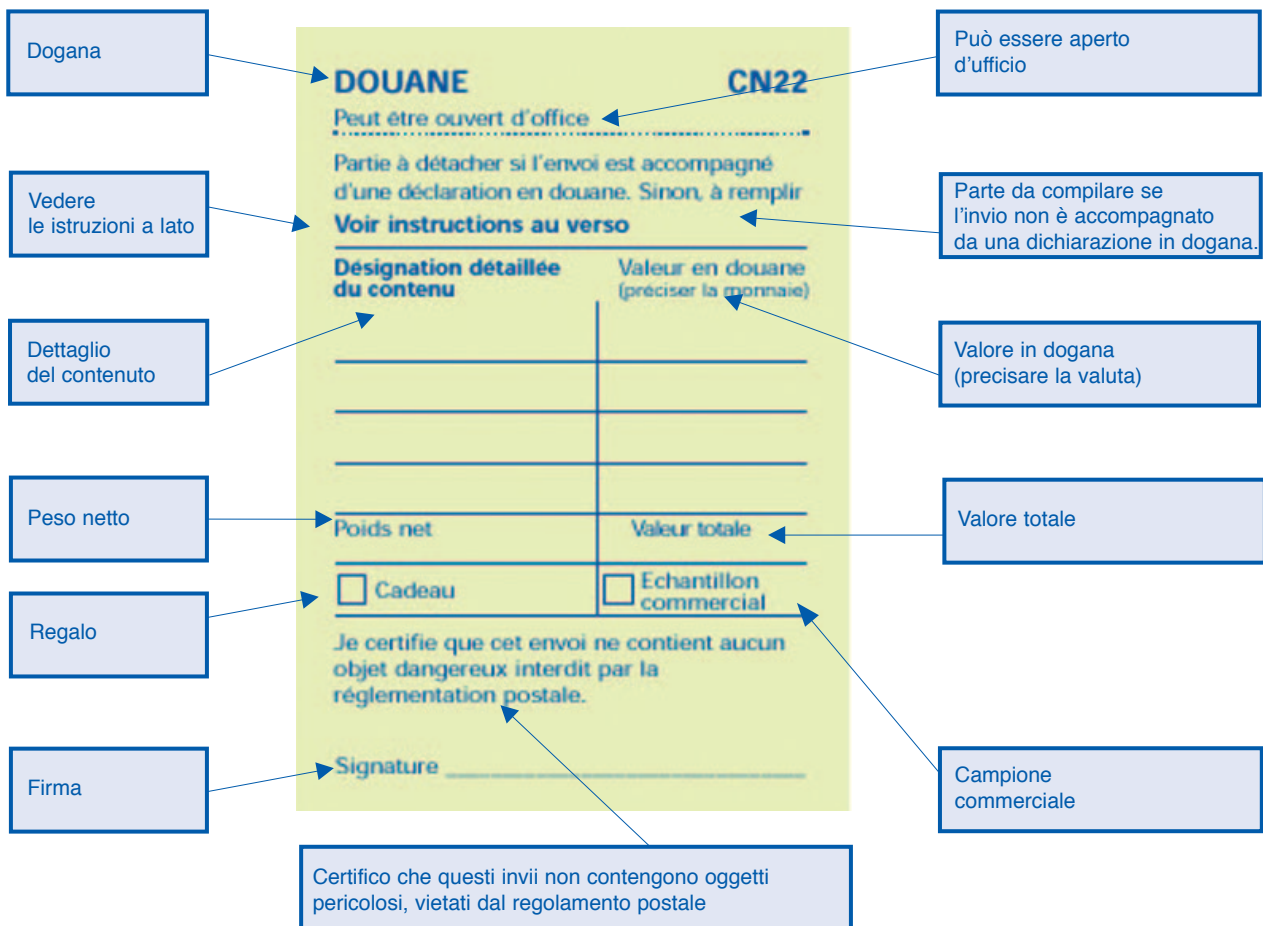 Dogana
DOUANE CN22
Può essere aperto
d'ufficio
Peut être ouvert d'office
Partie à détacher si l'envoi est accompagné
d'une déclaration en douane. Sinon, à remplir
Voir instructions au verso
Vedere
le istruzioni a lato
Parte da compilare se
l'invio non è accompagnato
da una dichiarazione in dogana.
Désignation détaillée
du contenu
Valeur en douane
(préciser la monnaie)
Dettaglio
del contenuto
Valore in dogana
(precisare la valuta)
Peso netto
Poids net
Valeur totale
Valore totale
Cadeau
Echantillon
commercial
Regalo
Je certifie que cet envoi ne contient aucun
objet dangereux interdit par la
réglementation postale.
Firma
Signature
Campione
commerciale
Certifico che questi invii non contengono oggetti
pericolosi, vietati dal regolamento postale